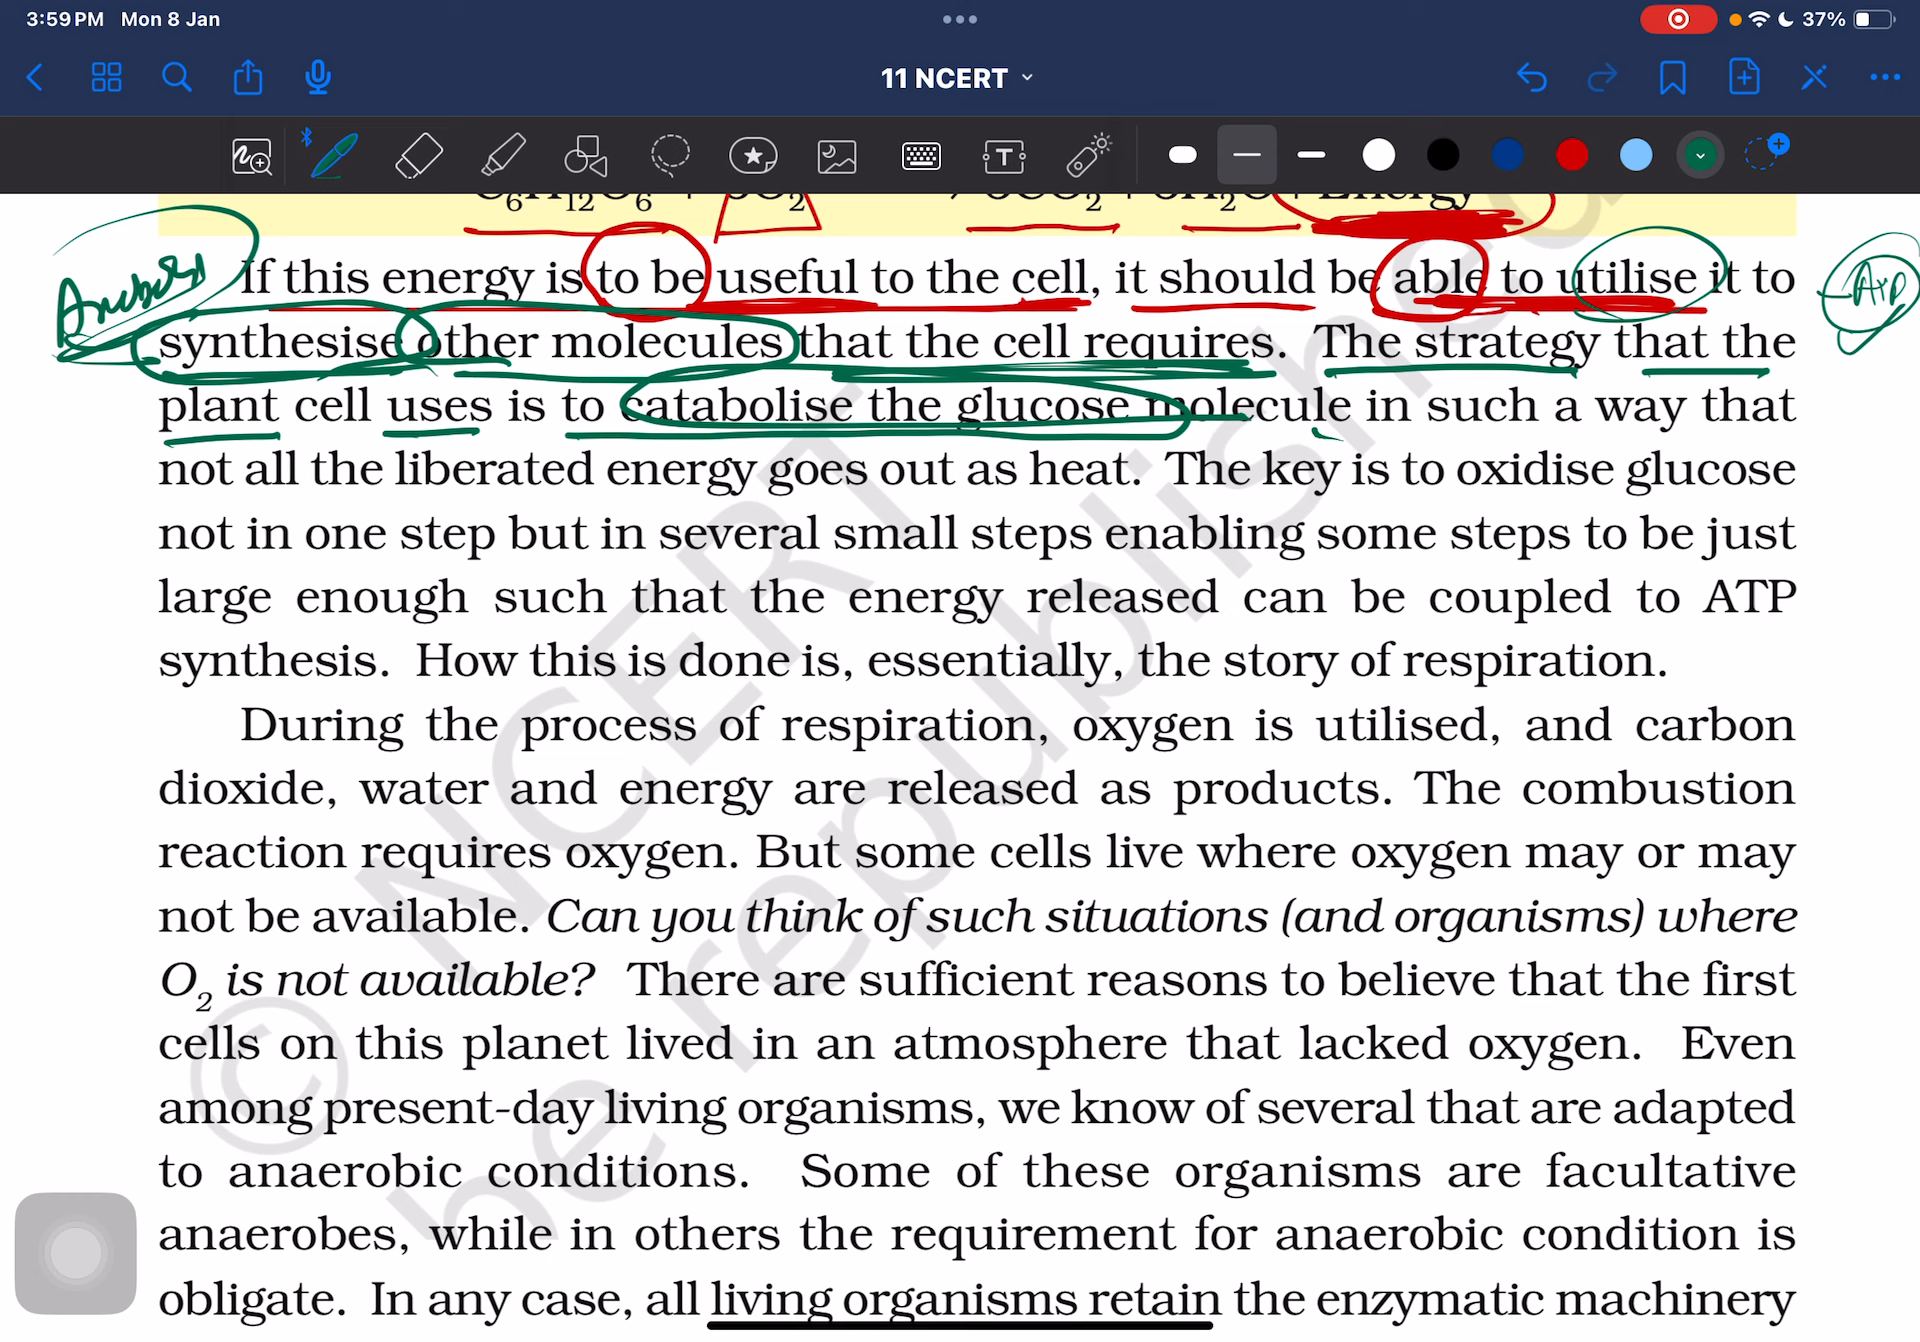 3:59 PM Mon 8 Jan
37%
11 NCERT
C6H12O6 + 6O2 → 6CO2 + 6H2O + Energy
If this energy is to be useful to the cell, it should be able to utilise it to
ATP
synthesise other molecules that the cell requires. The strategy that the
plant cell uses is to catabolise the glucose molecule in such a way that
not all the liberated energy goes out as heat. The key is to oxidise glucose
not in one step but in several small steps enabling some steps to be just
large enough such that the energy released can be coupled to ATP
synthesis. How this is done is, essentially, the story of respiration.
During the process of respiration, oxygen is utilised, and carbon
dioxide, water and energy are released as products. The combustion
reaction requires oxygen. But some cells live where oxygen may or may
not be available. Can you think of such situations (and organisms) where
O2 is not available? There are sufficient reasons to believe that the first
cells on this planet lived in an atmosphere that lacked oxygen. Even
among present-day living organisms, we know of several that are adapted
to anaerobic conditions. Some of these organisms are facultative
anaerobes, while in others the requirement for anaerobic condition is
obligate. In any case, all living organisms retain the enzymatic machinery
© NCERT
be republished